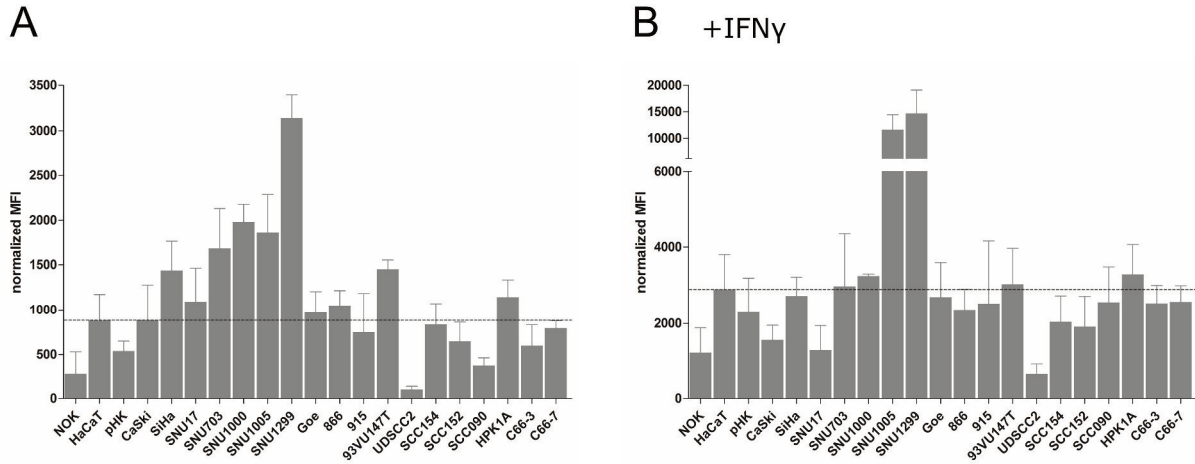 A
B +IFNγ
normalized MFI
3500
3000
2500
2000
1500
1000
500
0
NOK
HaCaT
pHK
CaSki
SiHa
SNU17
SNU703
SNU1000
SNU1005
SNU1299
Goe
866
915
93VU147T
UDSCC2
SCC154
SCC152
SCC090
HPK1A
C66-3
C66-7
normalized MFI
20000
15000
10000
6000
4000
2000
0
NOK
HaCaT
pHK
CaSki
SiHa
SNU17
SNU703
SNU1000
SNU1005
SNU1299
Goe
866
915
93VU147T
UDSCC2
SCC154
SCC152
SCC090
HPK1A
C66-3
C66-7